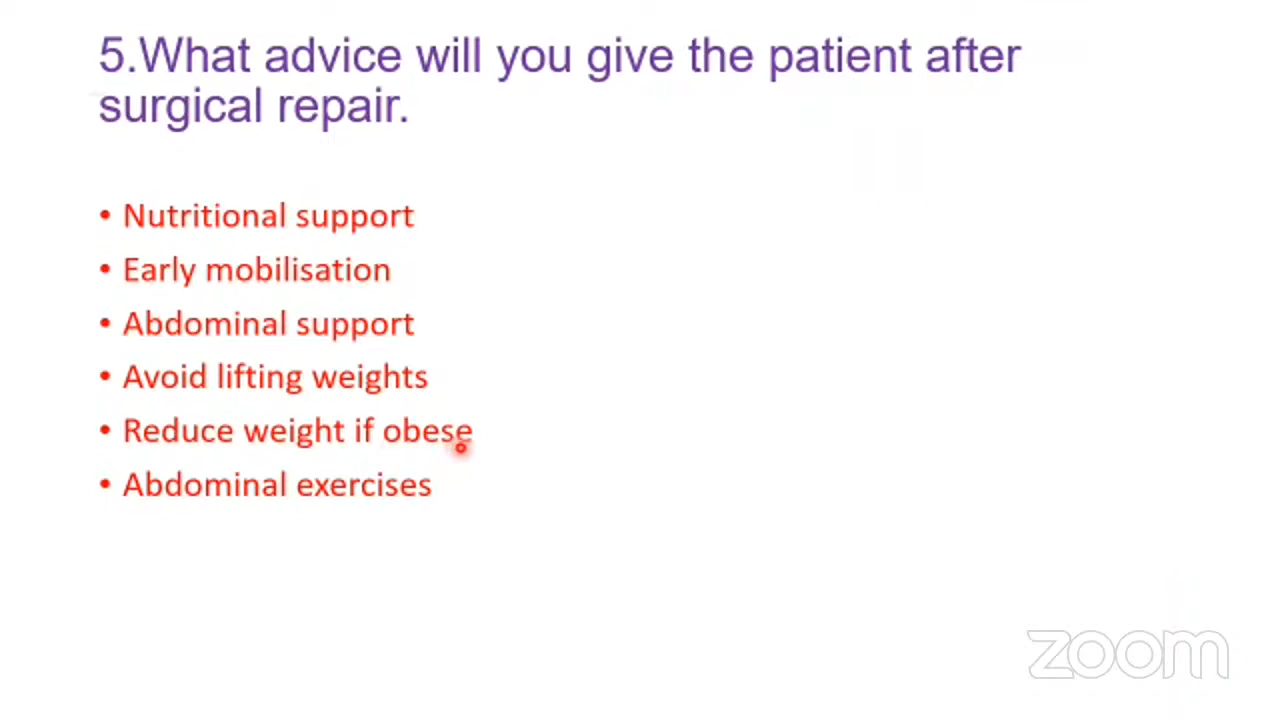 5.What advice will you give the patient after
surgical repair.
• Nutritional support
• Early mobilisation
• Abdominal support
• Avoid lifting weights
• Reduce weight if obese
• Abdominal exercises
zoom